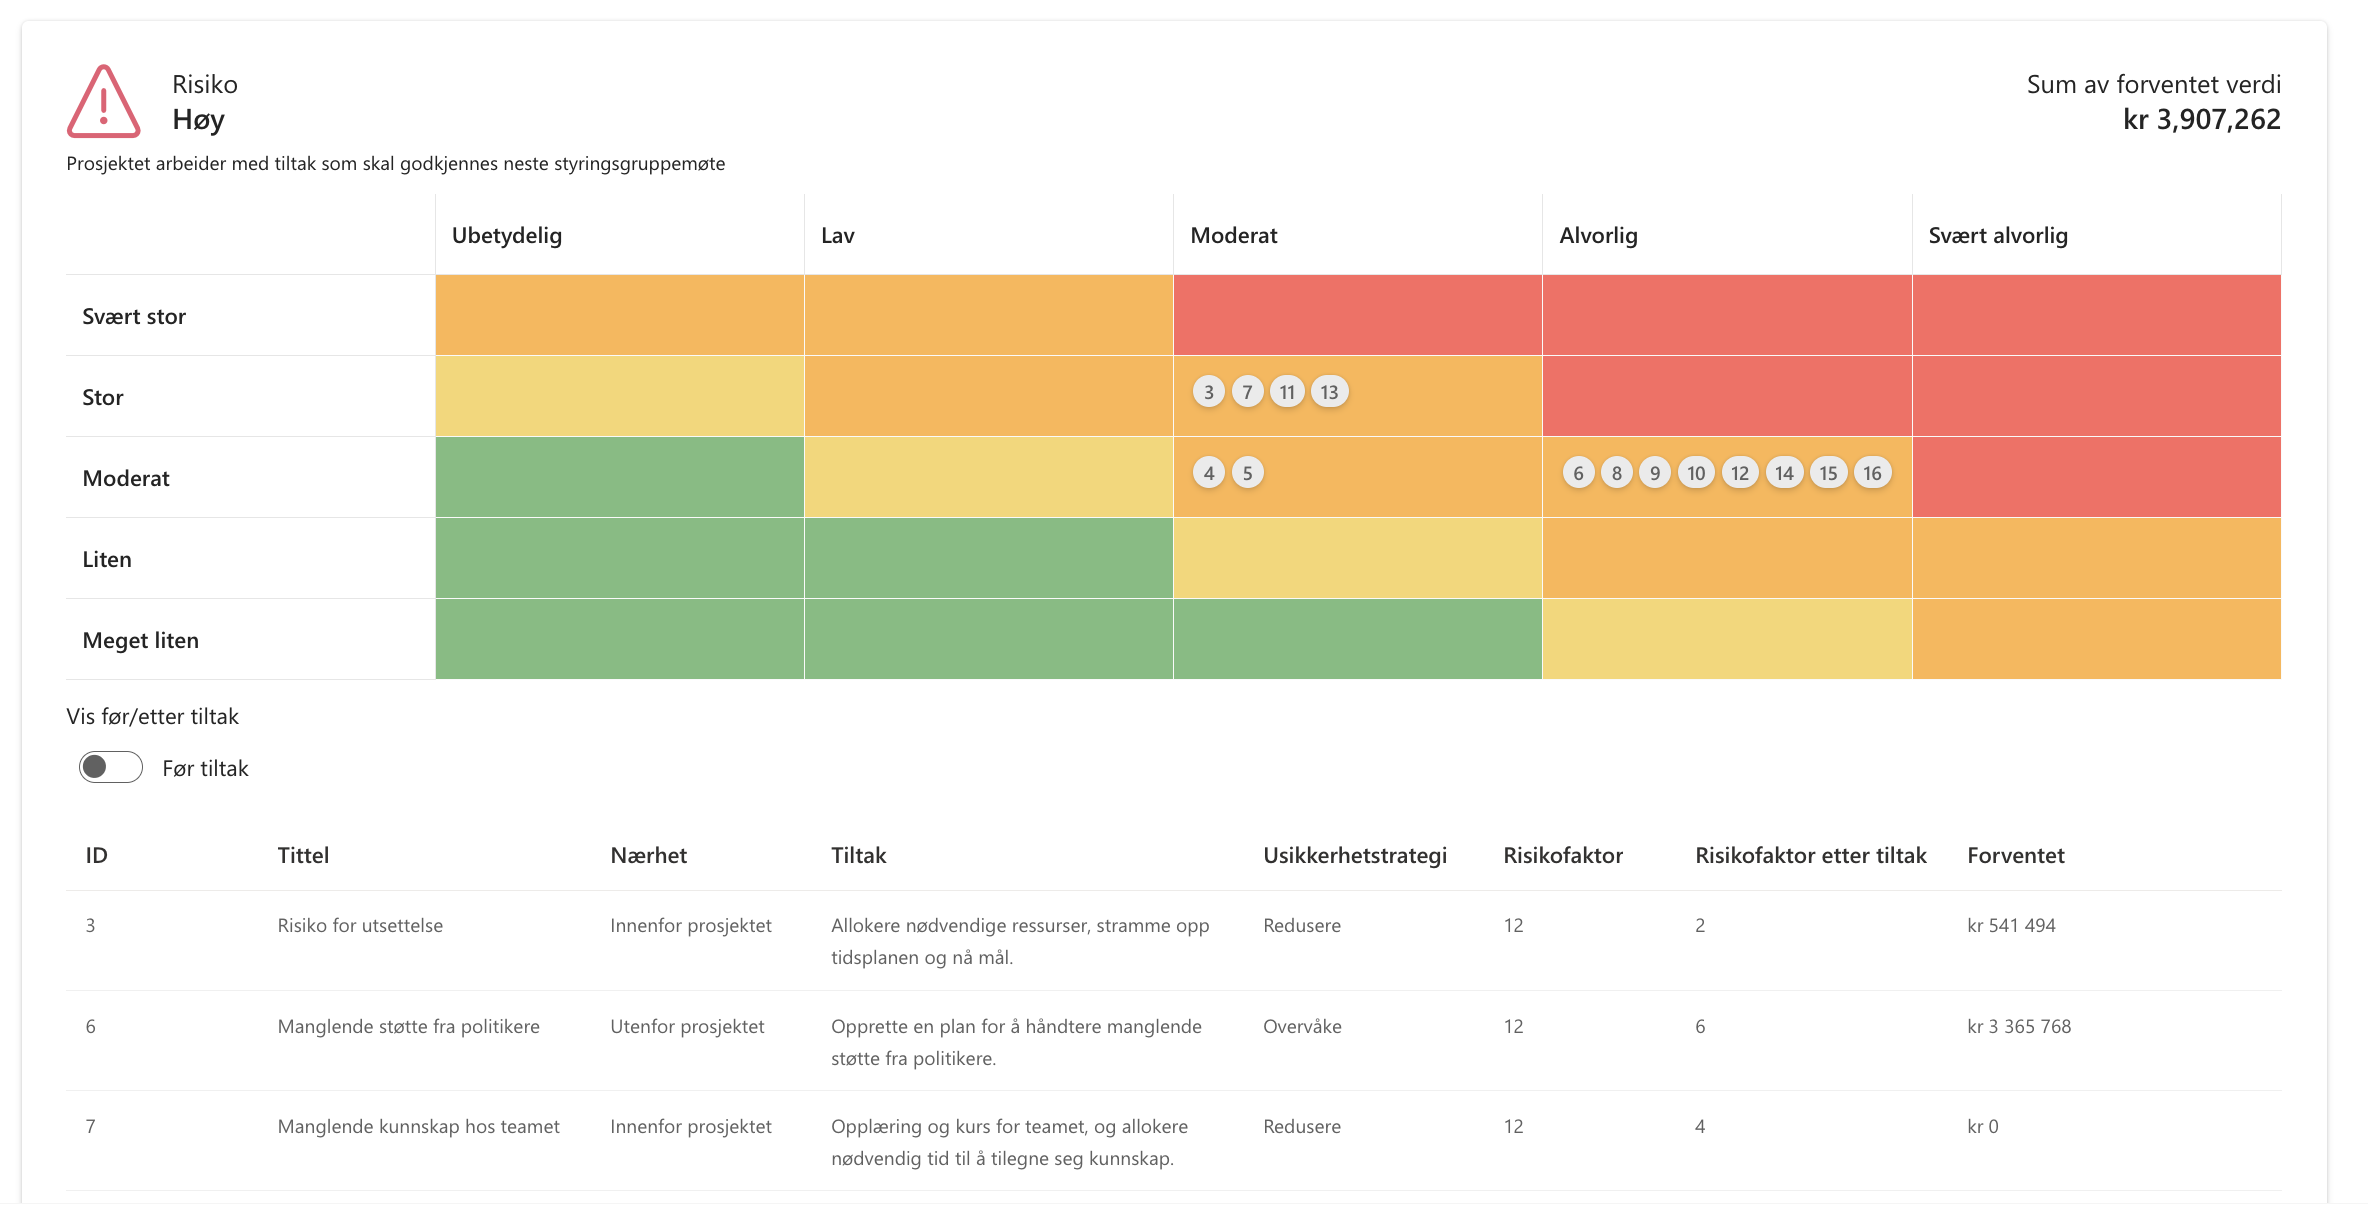 Risiko
Høy
Sum av forventet verdi
kr 3,907,262
Prosjektet arbeider med tiltak som skal godkjennes neste styringsgruppemøte
Ubetydelig Lav Moderat Alvorlig Svært alvorlig
Svært stor
Stor 3 7 11 13
Moderat 4 5 6 8 9 10 12 14 15 16
Liten
Meget liten
Vis før/etter tiltak
Før tiltak
ID Tittel Nærhet Tiltak Usikkerhetstrategi Risikofaktor Risikofaktor etter tiltak Forventet
3 Risiko for utsettelse Innenfor prosjektet Allokere nødvendige ressurser, stramme opp Redusere 12 2 kr 541 494
tidsplanen og nå mål.
6 Manglende støtte fra politikere Utenfor prosjektet Opprette en plan for å håndtere manglende Overvåke 12 6 kr 3 365 768
støtte fra politikere.
7 Manglende kunnskap hos teamet Innenfor prosjektet Opplæring og kurs for teamet, og allokere Redusere 12 4 kr 0
nødvendig tid til å tilegne seg kunnskap.